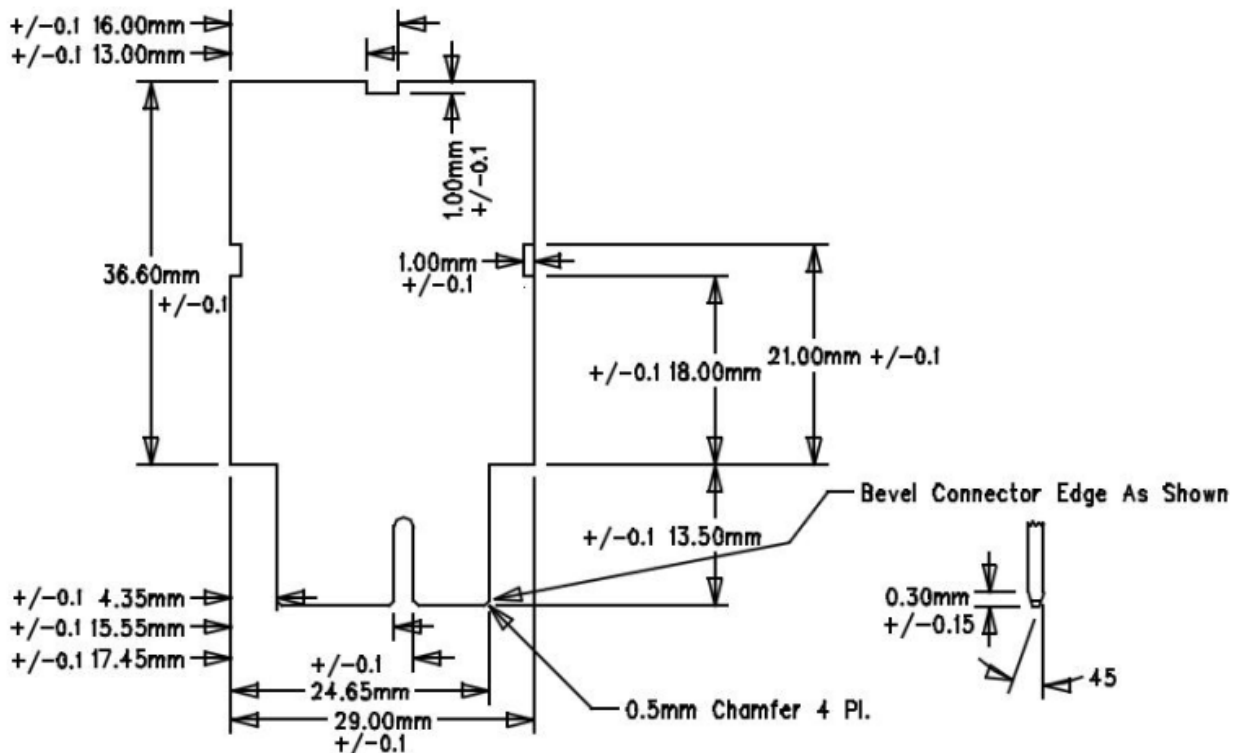 +/-0.1 16.00mm
+/-0.1 13.00mm
1.00mm
+/-0.1
36.60mm
+/-0.1
1.00mm
+/-0.1
21.00mm +/-0.1
+/-0.1 18.00mm
Bevel Connector Edge As Shown
+/-0.1 13.50mm
+/-0.1 4.35mm
+/-0.1 15.55mm
+/-0.1 17.45mm
+/-0.1
24.65mm
29.00mm
+/-0.1
0.5mm Chamfer 4 Pl.
0.30mm
+/-0.15
45